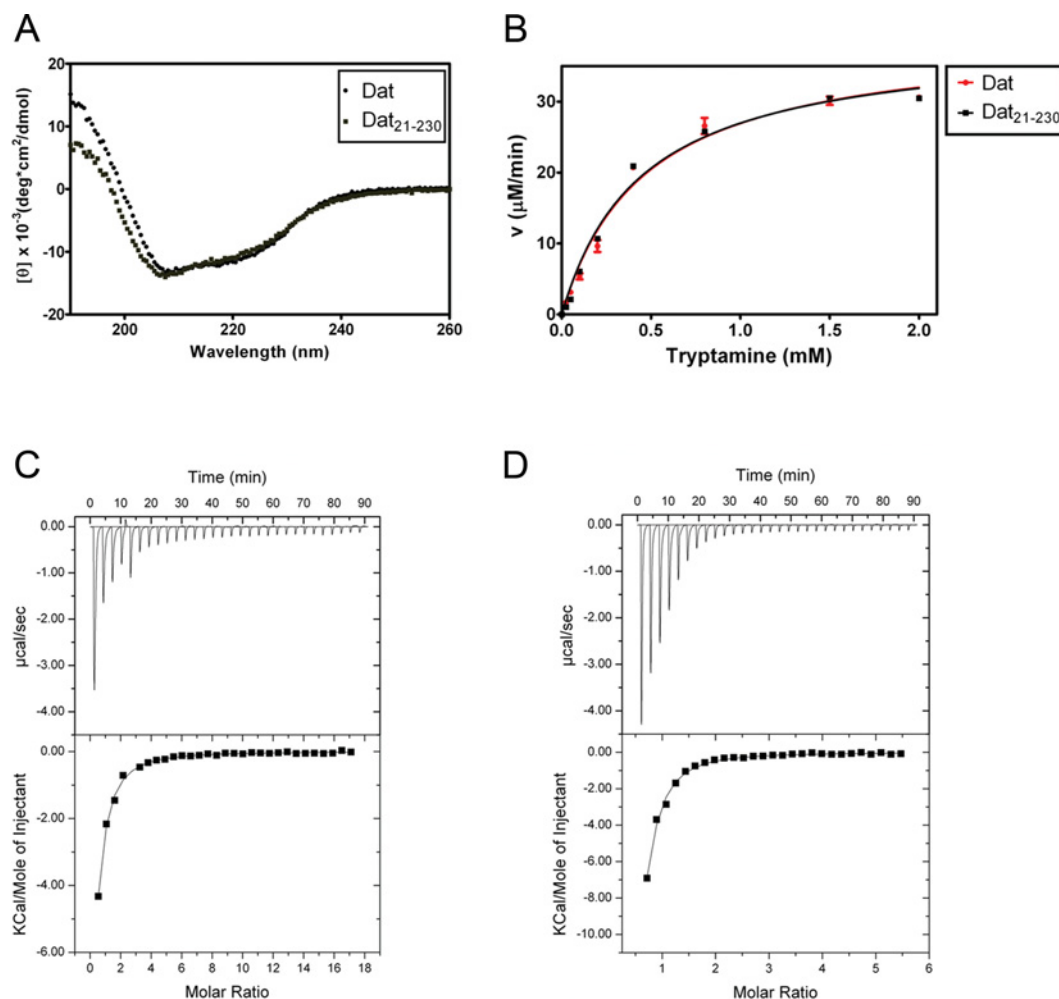 A
20
10
0
-10
-20
[θ] x 10⁻³(deg*cm²/dmol)
200 220 240 260
Wavelength (nm)
Dat
Dat₂₁₋₂₃₀
B
30
20
10
0
v (µM/min)
0.0 0.5 1.0 1.5 2.0
Tryptamine (mM)
Dat
Dat₂₁₋₂₃₀
C
Time (min)
0 10 20 30 40 50 60 70 80 90
0.00
-1.00
-2.00
-3.00
-4.00
µcal/sec
0.00
-2.00
-4.00
-6.00
KCal/Mole of Injectant
0 2 4 6 8 10 12 14 16 18
Molar Ratio
D
Time (min)
0 10 20 30 40 50 60 70 80 90
0.00
-1.00
-2.00
-3.00
-4.00
µcal/sec
0.00
-2.00
-4.00
-6.00
-8.00
-10.00
KCal/Mole of Injectant
1 2 3 4 5 6
Molar Ratio